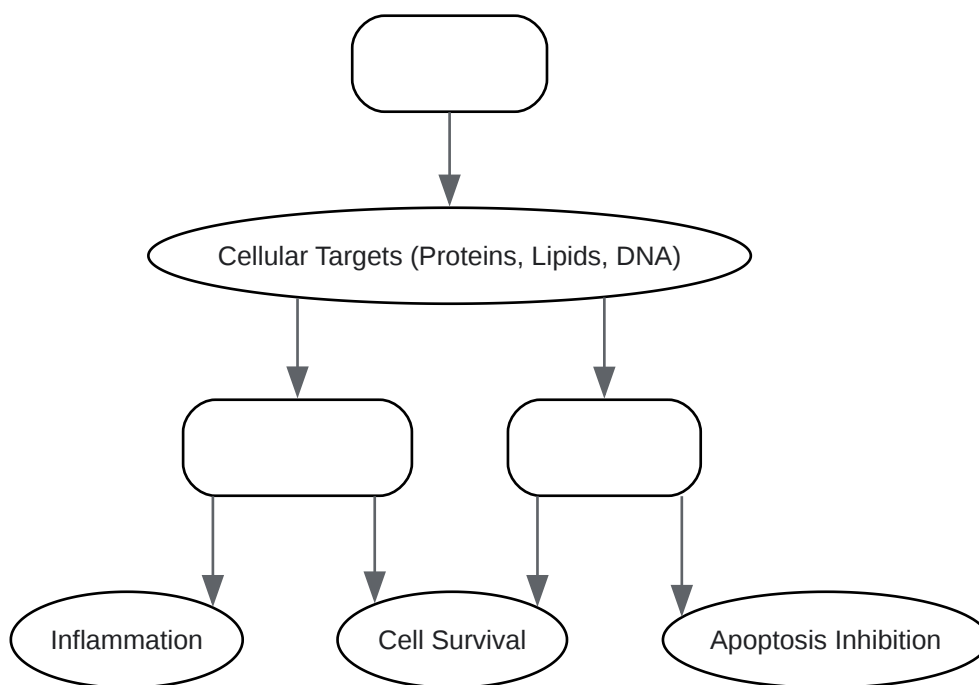 Cellular Targets (Proteins, Lipids, DNA)
Inflammation
Cell Survival
Apoptosis Inhibition